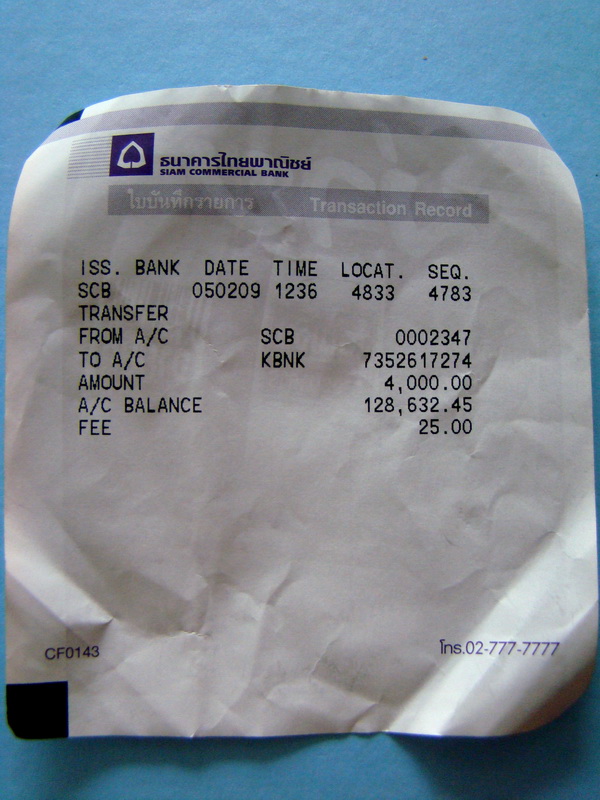 ธนาคารไทยพาณิชย์
SIAM COMMERCIAL BANK
ใบบันทึกรายการ Transaction Record
ISS. BANK DATE TIME LOCAT. SEQ.
SCB 050209 1236 4833 4783
TRANSFER
FROM A/C SCB 0002347
TO A/C KBNK 7352617274
AMOUNT 4,000.00
A/C BALANCE 128,632.45
FEE 25.00
CF0143 โทร.02-777-7777